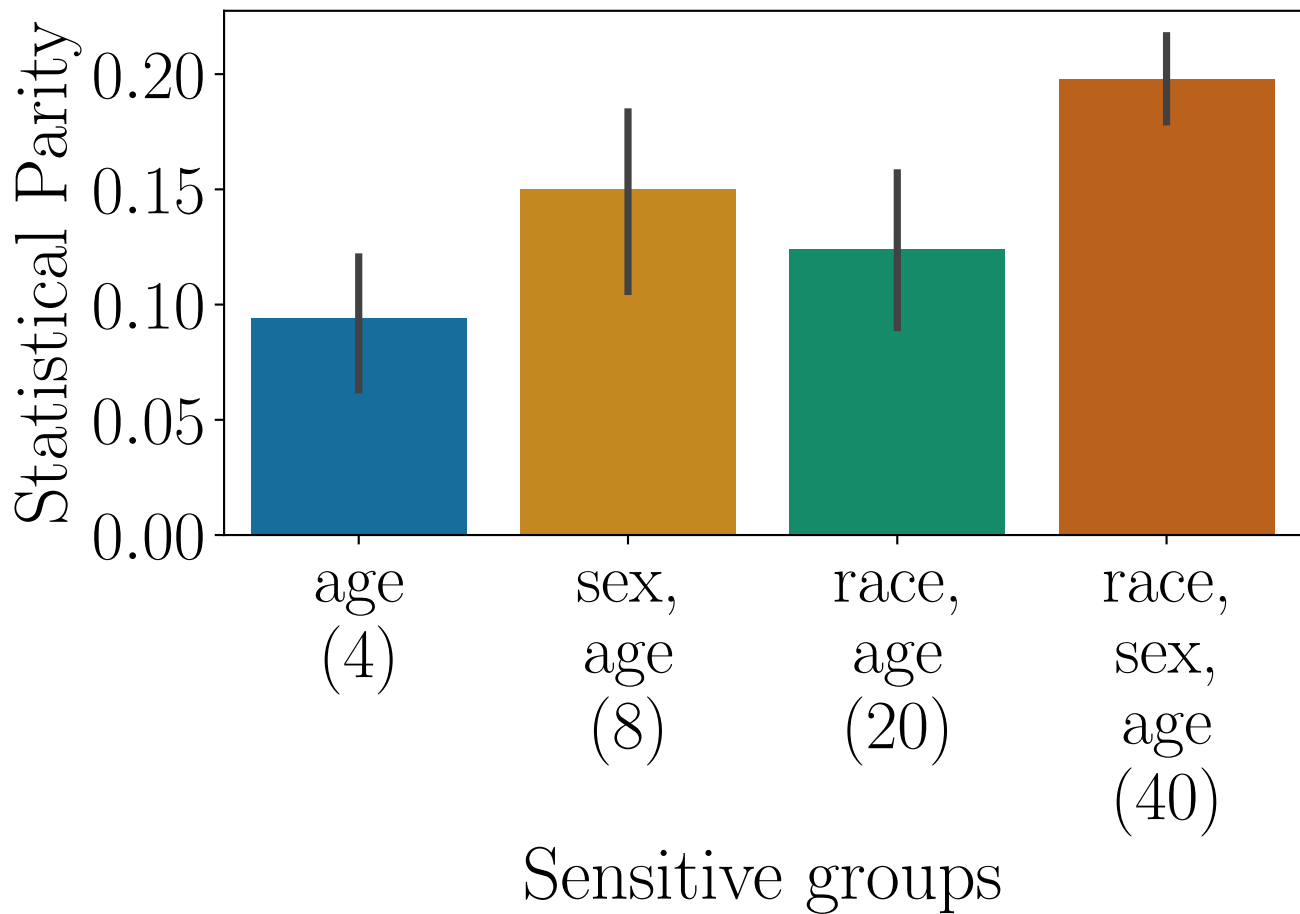 Statistical Parity
0.20
0.15
0.10
0.05
0.00
age
(4)
sex,
age
(8)
race,
age
(20)
race,
sex,
age
(40)
Sensitive groups